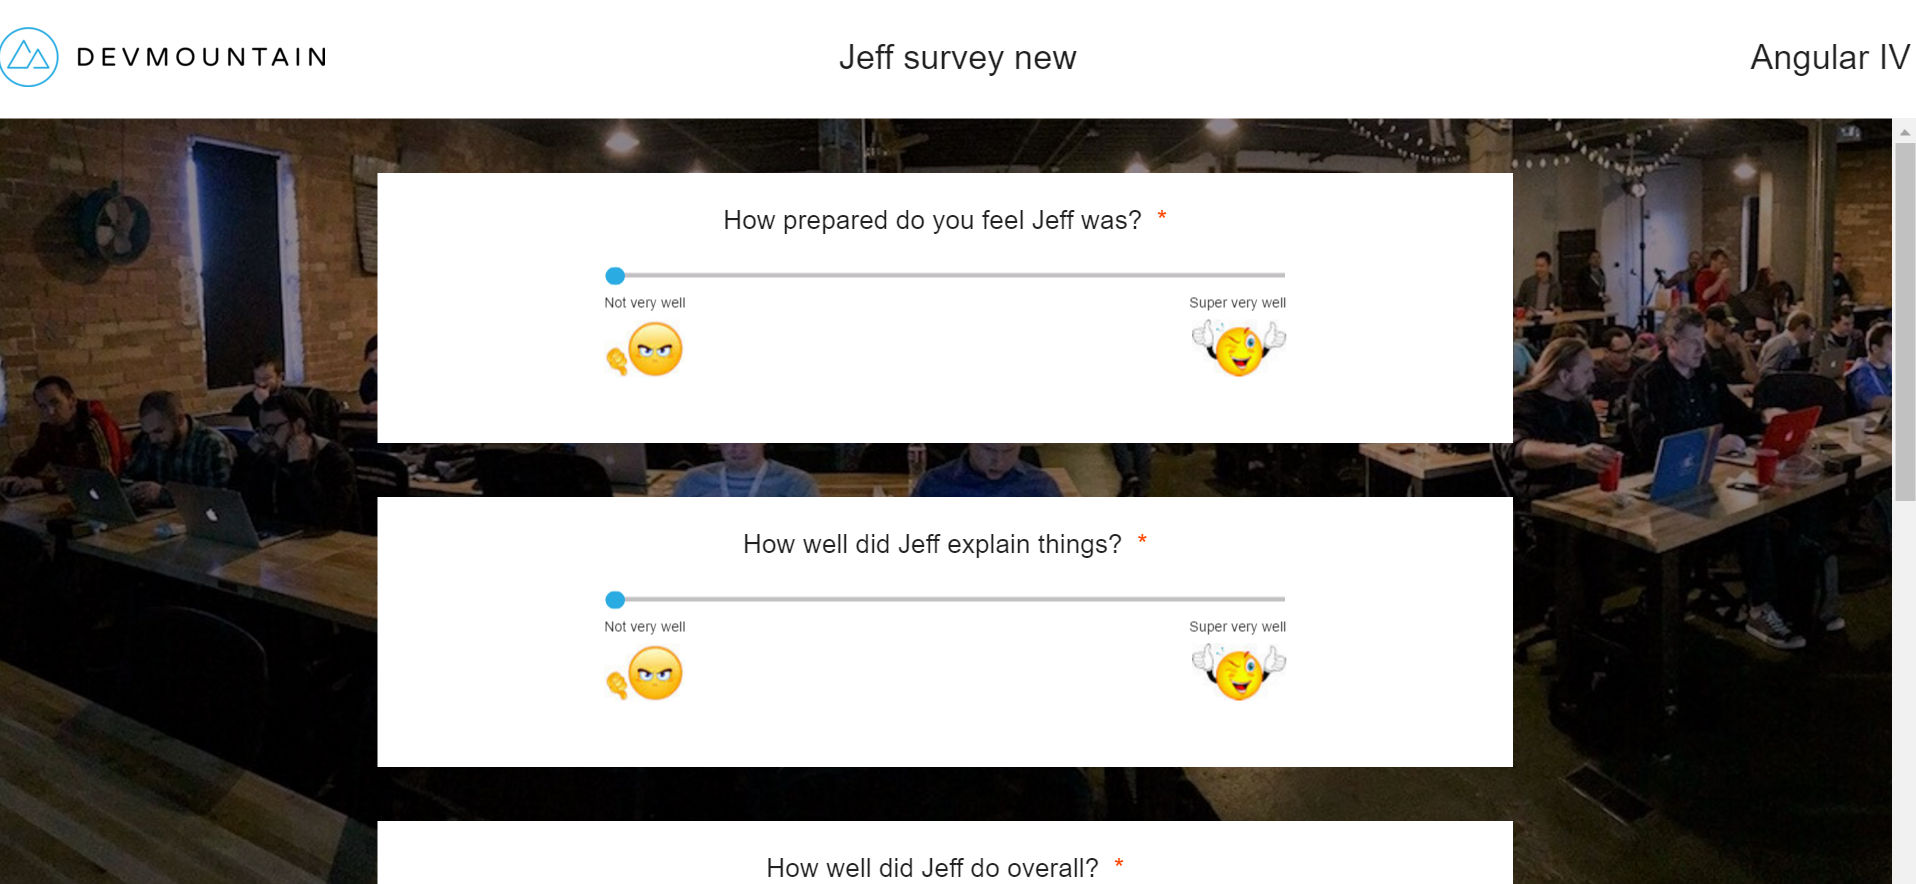 DEVMOUNTAIN
Jeff survey new
Angular IV
How prepared do you feel Jeff was? *
Not very well
Super very well
How well did Jeff explain things? *
Not very well
Super very well
How well did Jeff do overall? *